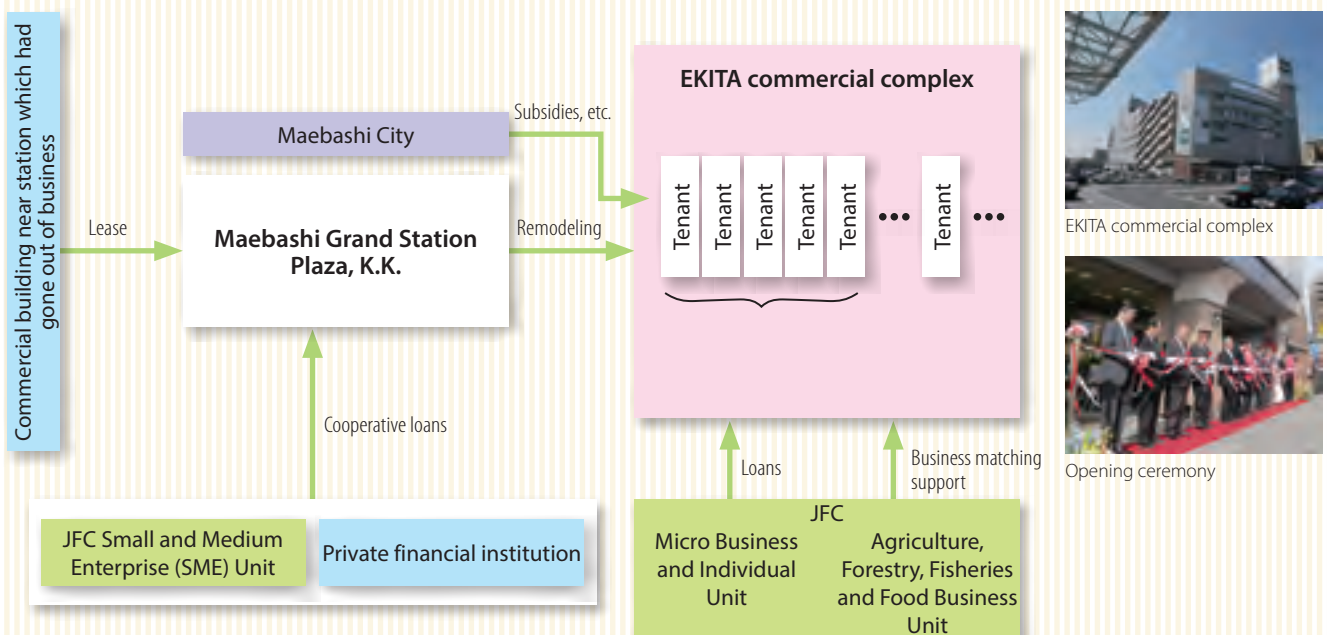 Commercial building near station which had
gone out of business
Lease
Maebashi City
Maebashi Grand Station
Plaza, K.K.
Subsidies, etc.
Remodeling
EKITA commercial complex
Tenant
Tenant
Tenant
Tenant
Tenant
•••
Tenant
•••
Cooperative loans
JFC Small and Medium
Enterprise (SME) Unit
Private financial institution
Loans
Business matching
support
JFC
Micro Business
and Individual
Unit
Agriculture,
Forestry, Fisheries
and Food Business
Unit
EKITA commercial complex
Opening ceremony